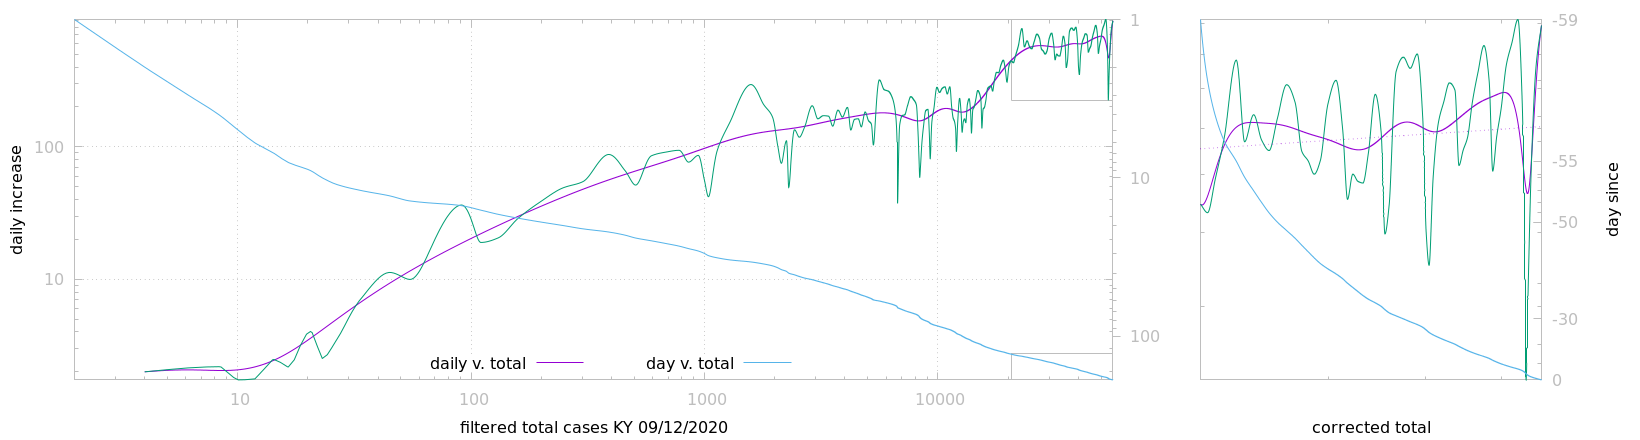 daily increase
100
10
10
100
1000
10000
1
10
100
daily v. total
day v. total
filtered total cases KY 09/12/2020
-59
-55
-50
-30
0
day since
corrected total